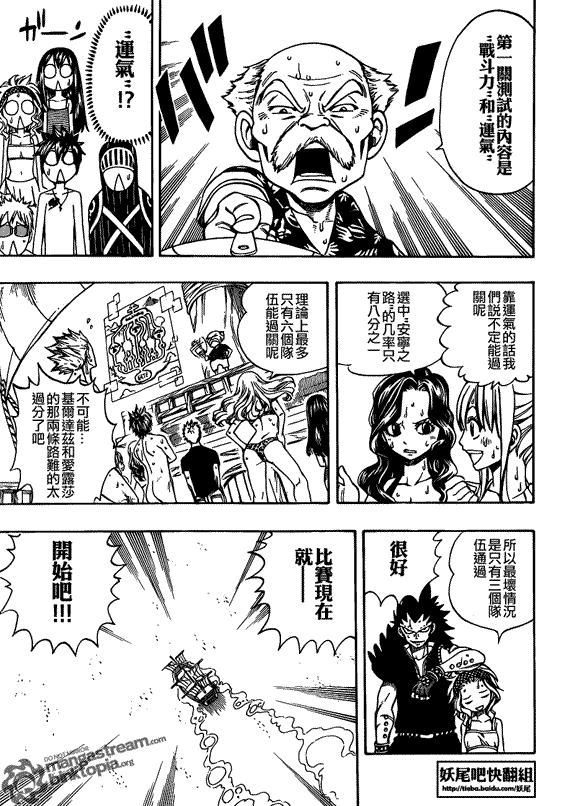 第一關測試的內容是
〝戰斗力〞和〝運氣〞
〝運氣〞!?
ガーン
靠運氣的話我
們說不定能過
關呢
選中〝安寧之
路〞的几率只
有八分之一
理論上最多
只有六個隊
伍能過關呢
不可能…
基爾達茲和愛露莎
的那兩條路難的太
過分了吧
所以最壞情況
是只有三個隊
伍通過
很好
比賽現在
就——
開始吧!!!
DO NOT MIRROR
mangastream.com
binktopia.org
妖尾吧快翻組
http://tieba.baidu.com/妖尾